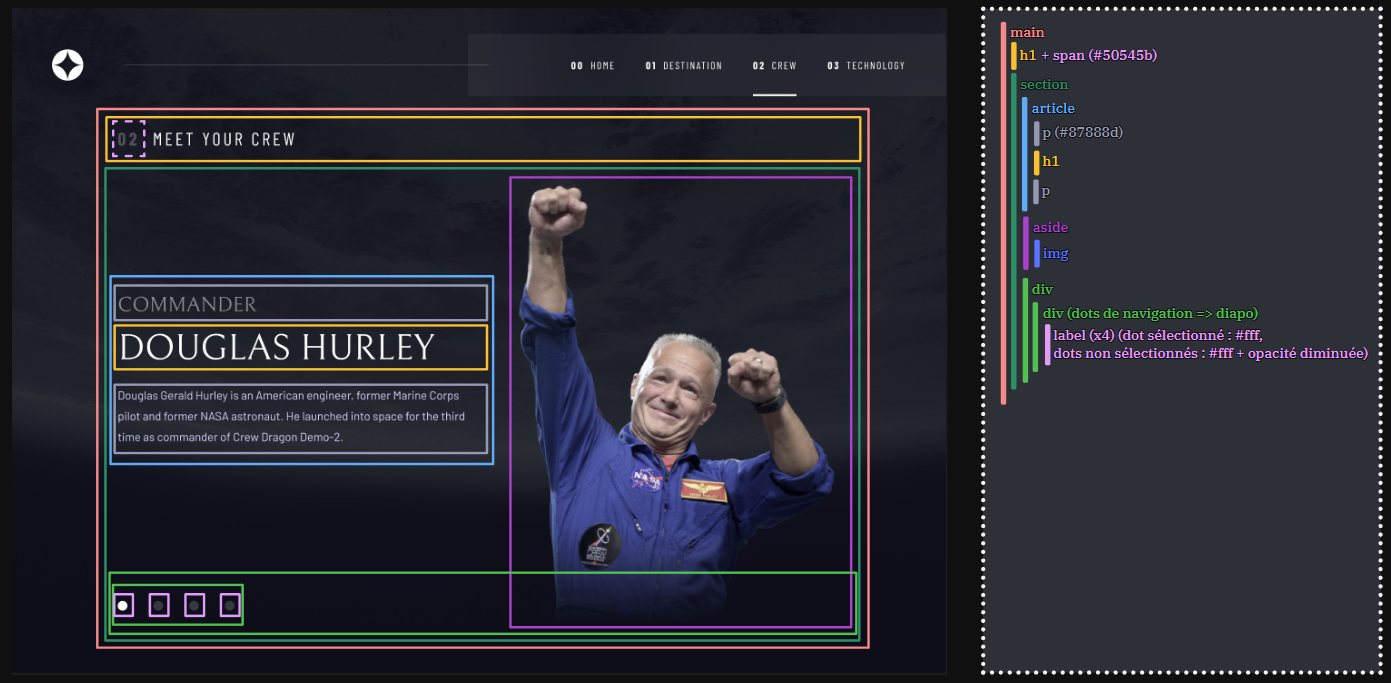 00 HOME
01 DESTINATION
02 CREW
03 TECHNOLOGY
02 MEET YOUR CREW
COMMANDER
DOUGLAS HURLEY
Douglas Gerald Hurley is an American engineer, former Marine Corps
pilot and former NASA astronaut. He launched into space for the third
time as commander of Crew Dragon Demo-2.
NASA
main
h1 + span (#50545b)
section
article
p (#87888d)
h1
p
aside
img
div
div (dots de navigation => diapo)
label (x4) (dot sélectionné : #fff,
dots non sélectionnés : #fff + opacité diminuée)